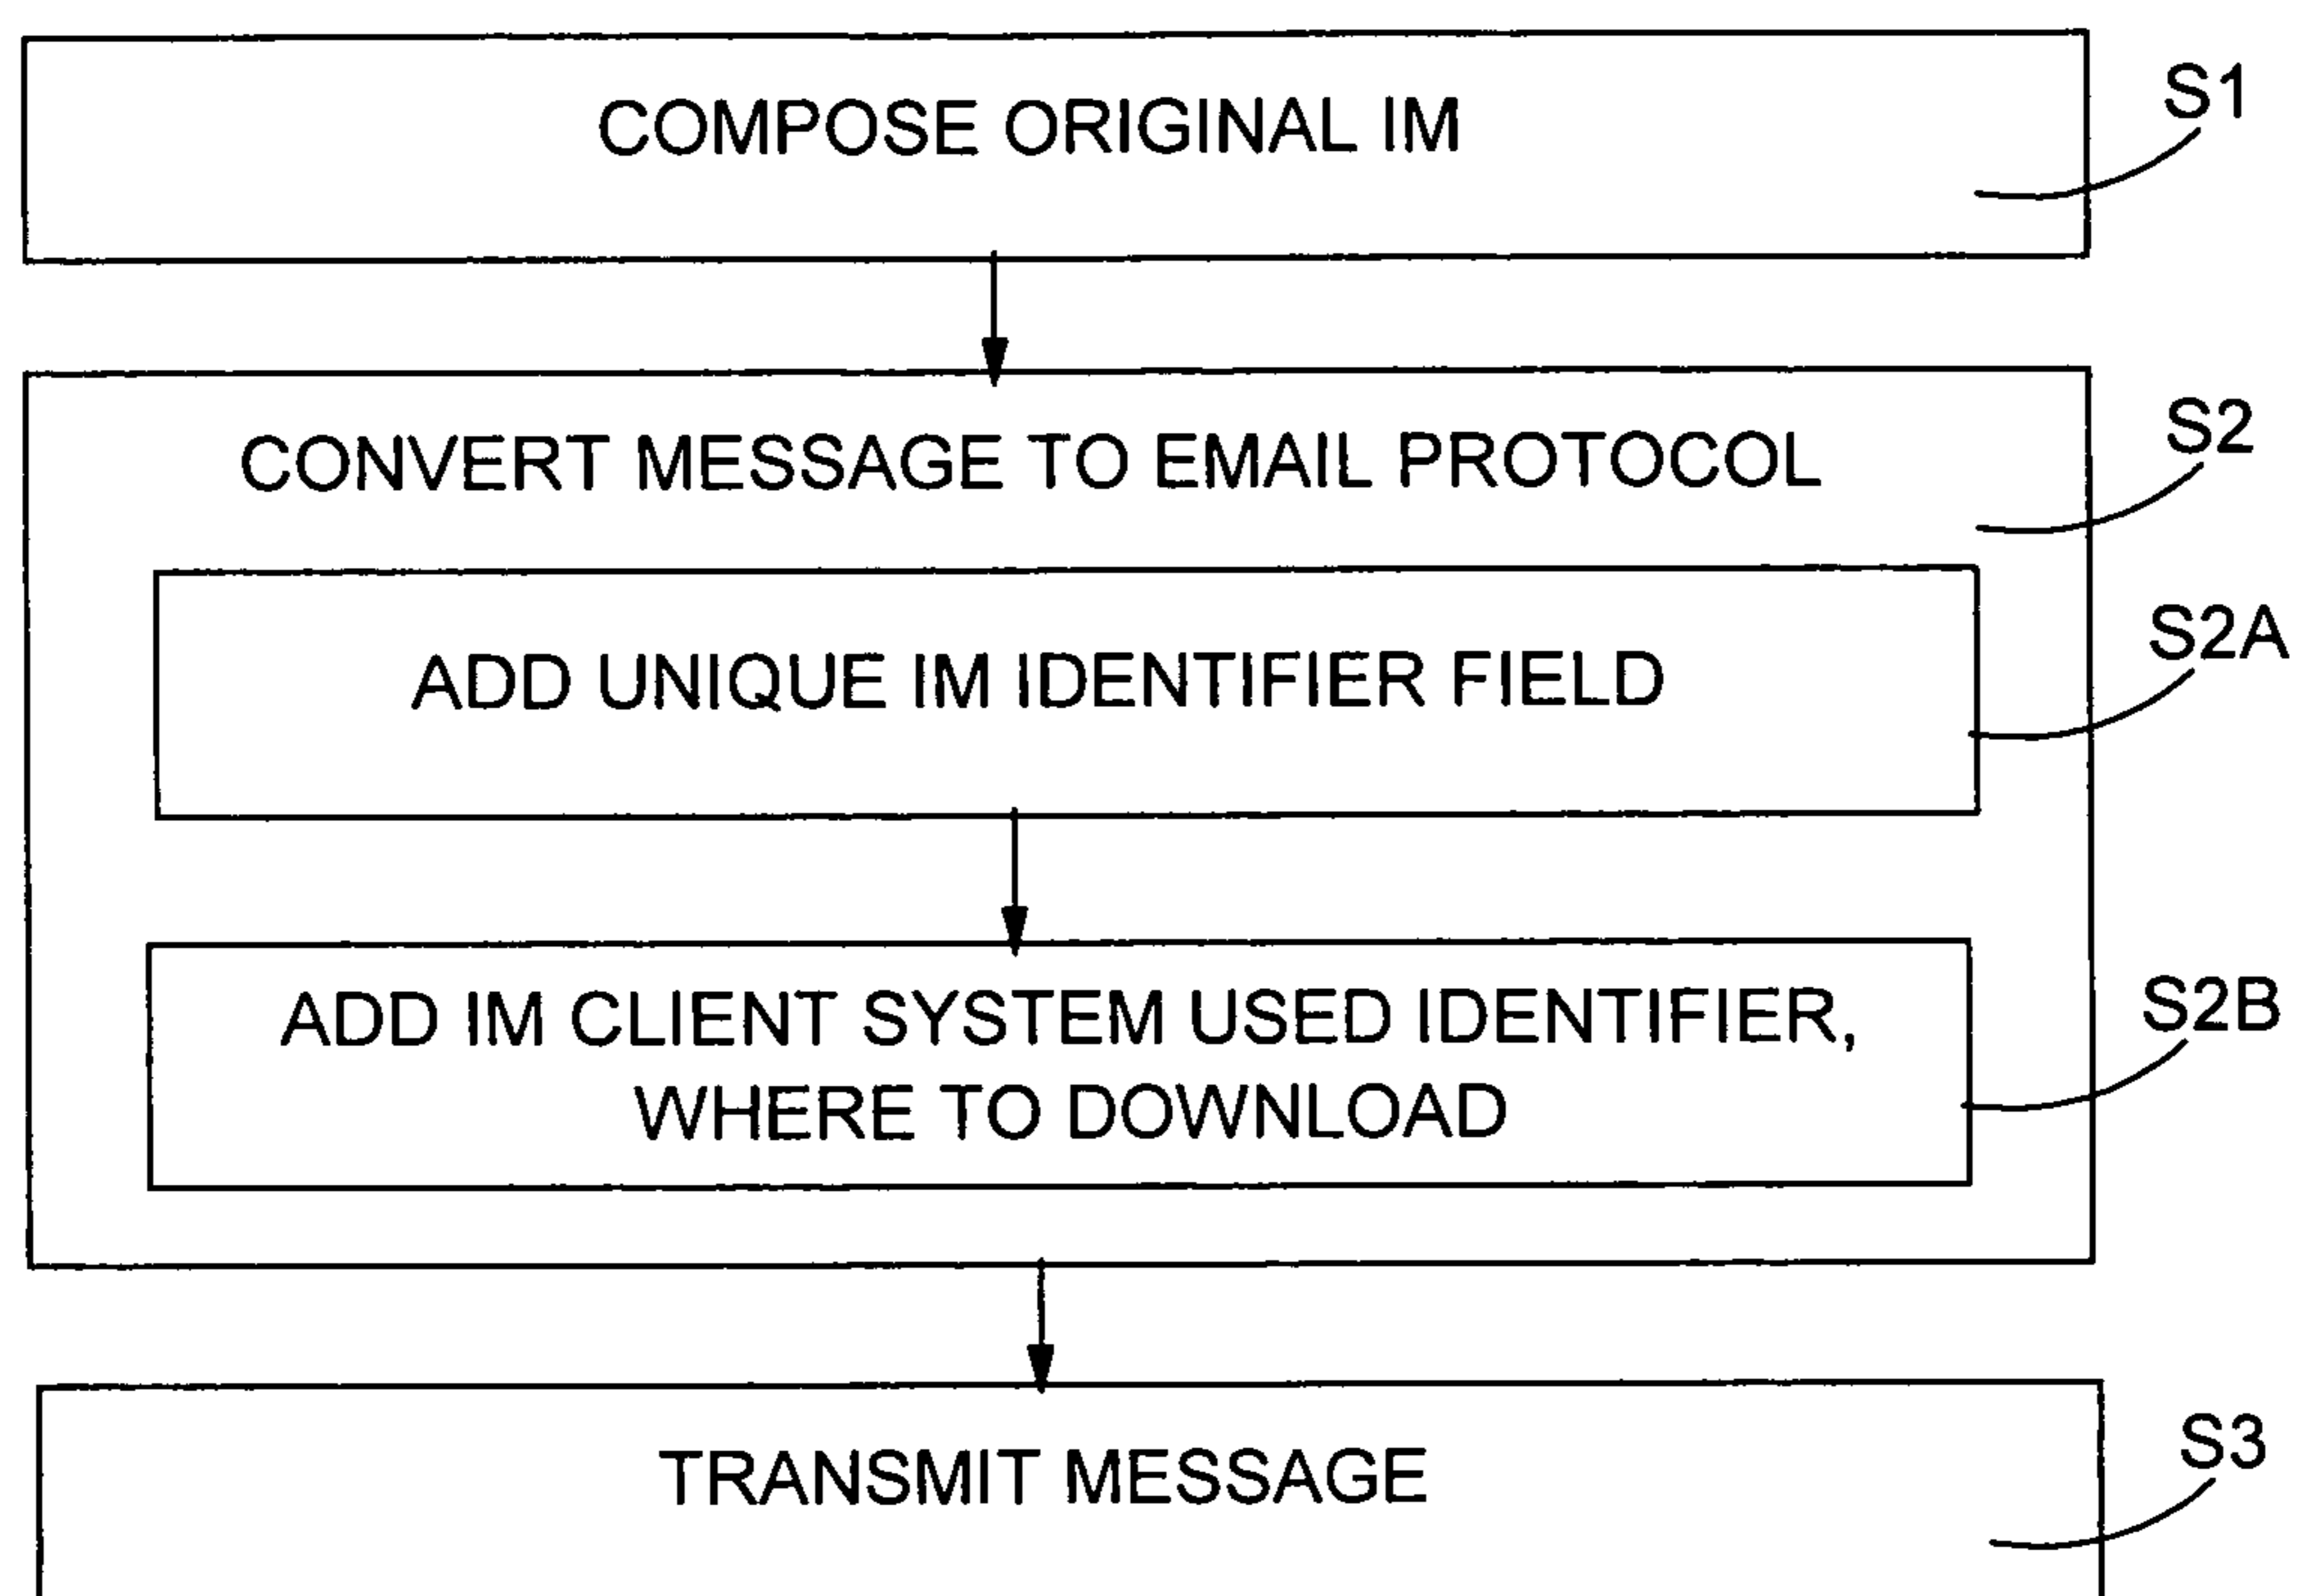 COMPOSE ORIGINAL IM
S1
CONVERT MESSAGE TO EMAIL PROTOCOL
S2
ADD UNIQUE IM IDENTIFIER FIELD
S2A
ADD IM CLIENT SYSTEM USED IDENTIFIER,
WHERE TO DOWNLOAD
S2B
TRANSMIT MESSAGE
S3